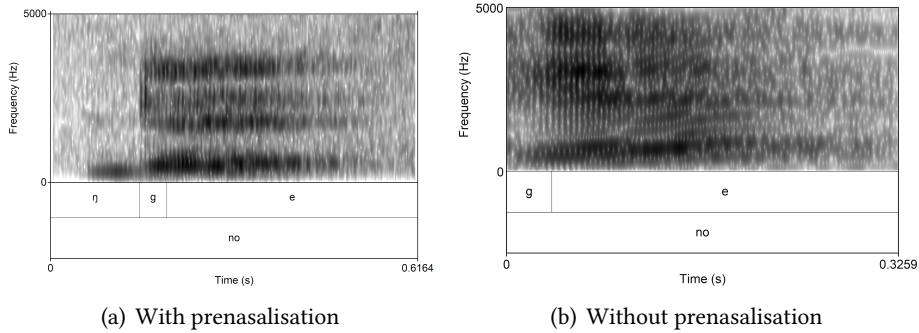 5000
Frequency (Hz)
0
ŋ g e
no
0 0.6164
Time (s)
(a) With prenasalisation
5000
Frequency (Hz)
0
g e
no
0 0.3259
Time (s)
(b) Without prenasalisation